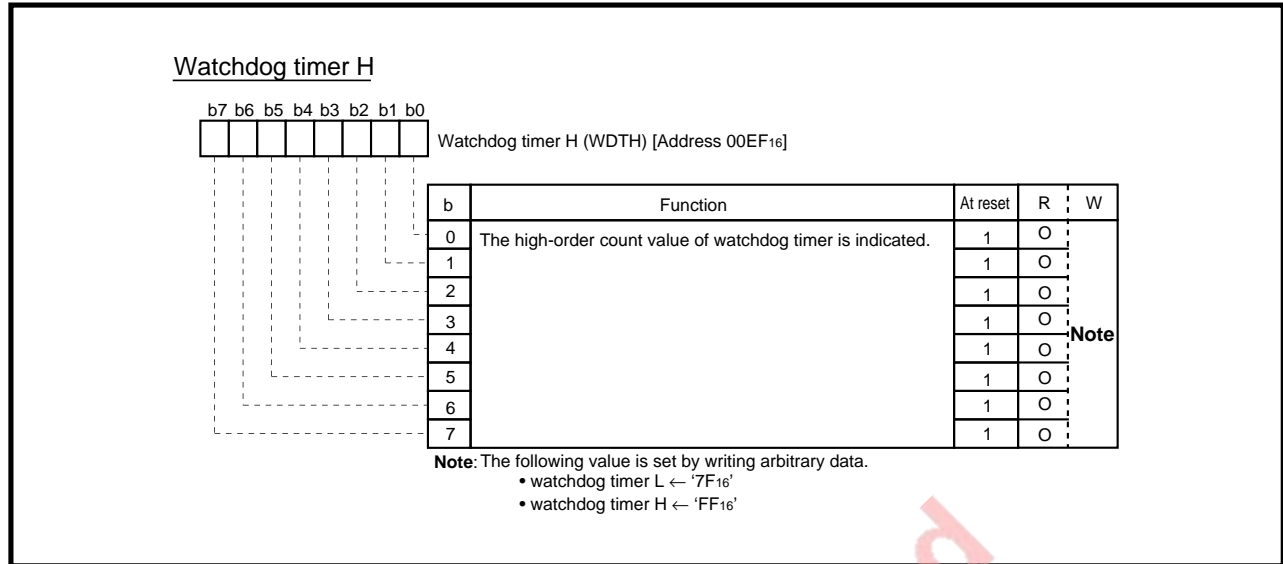 Watchdog timer H
b7 b6 b5 b4 b3 b2 b1 b0
Watchdog timer H (WDTH) [Address 00EF16]
b Function At reset R W
0 The high-order count value of watchdog timer is indicated. 1 O
1 1 O
2 1 O
3 1 O
Note
4 1 O
5 1 O
6 1 O
7 1 O
Note: The following value is set by writing arbitrary data.
• watchdog timer L ← ‘7F16’
• watchdog timer H ← ‘FF16’
d